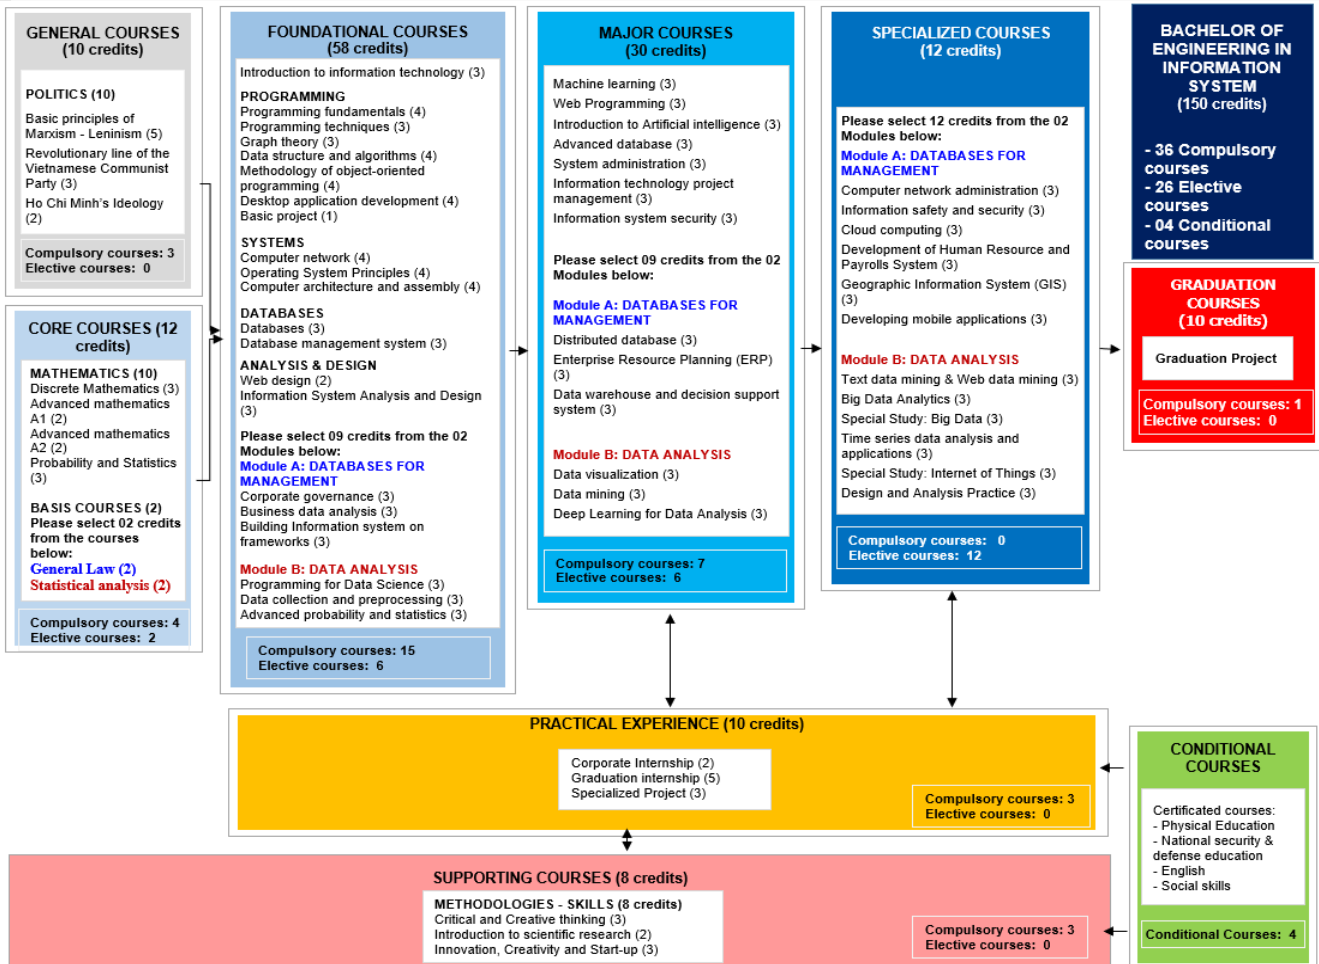 GENERAL COURSES
(10 credits)
POLITICS (10)
Basic principles of
Marxism - Leninism (5)
Revolutionary line of the
Vietnamese Communist
Party (3)
Ho Chi Minh's Ideology
(2)
Compulsory courses: 3
Elective courses: 0
CORE COURSES (12
credits)
MATHEMATICS (10)
Discrete Mathematics (3)
Advanced mathematics
A1 (2)
Advanced mathematics
A2 (2)
Probability and Statistics
(3)
BASIS COURSES (2)
Please select 02 credits
from the courses
below:
General Law (2)
Statistical analysis (2)
Compulsory courses: 4
Elective courses: 2
FOUNDATIONAL COURSES
(58 credits)
Introduction to information technology (3)
PROGRAMMING
Programming fundamentals (4)
Programming techniques (3)
Graph theory (3)
Data structure and algorithms (4)
Methodology of object-oriented
programming (4)
Desktop application development (4)
Basic project (1)
SYSTEMS
Computer network (4)
Operating System Principles (4)
Computer architecture and assembly (4)
DATABASES
Databases (3)
Database management system (3)
ANALYSIS & DESIGN
Web design (2)
Information System Analysis and Design
(3)
Please select 09 credits from the 02
Modules below:
Module A: DATABASES FOR
MANAGEMENT
Corporate governance (3)
Business data analysis (3)
Building Information system on
frameworks (3)
Module B: DATA ANALYSIS
Programming for Data Science (3)
Data collection and preprocessing (3)
Advanced probability and statistics (3)
Compulsory courses: 15
Elective courses: 6
MAJOR COURSES
(30 credits)
Machine learning (3)
Web Programming (3)
Introduction to Artificial intelligence (3)
Advanced database (3)
System administration (3)
Information technology project
management (3)
Information system security (3)
Please select 09 credits from the 02
Modules below:
Module A: DATABASES FOR
MANAGEMENT
Distributed database (3)
Enterprise Resource Planning (ERP)
(3)
Data warehouse and decision support
system (3)
Module B: DATA ANALYSIS
Data visualization (3)
Data mining (3)
Deep Learning for Data Analysis (3)
Compulsory courses: 7
Elective courses: 6
SPECIALIZED COURSES
(12 credits)
Please select 12 credits from the 02
Modules below:
Module A: DATABASES FOR
MANAGEMENT
Computer network administration (3)
Information safety and security (3)
Cloud computing (3)
Development of Human Resource and
Payrolls System (3)
Geographic Information System (GIS)
(3)
Developing mobile applications (3)
Module B: DATA ANALYSIS
Text data mining & Web data mining (3)
Big Data Analytics (3)
Special Study: Big Data (3)
Time series data analysis and
applications (3)
Special Study: Internet of Things (3)
Design and Analysis Practice (3)
Compulsory courses: 0
Elective courses: 12
BACHELOR OF
ENGINEERING IN
INFORMATION
SYSTEM
(150 credits)
- 36 Compulsory
courses
- 26 Elective
courses
- 04 Conditional
courses
GRADUATION
COURSES
(10 credits)
Graduation Project
Compulsory courses: 1
Elective courses: 0
PRACTICAL EXPERIENCE (10 credits)
Corporate Internship (2)
Graduation internship (5)
Specialized Project (3)
Compulsory courses: 3
Elective courses: 0
SUPPORTING COURSES (8 credits)
METHODOLOGIES - SKILLS (8 credits)
Critical and Creative thinking (3)
Introduction to scientific research (2)
Innovation, Creativity and Start-up (3)
Compulsory courses: 3
Elective courses: 0
CONDITIONAL
COURSES
Certificated courses:
- Physical Education
- National security &
defense education
- English
- Social skills
Conditional Courses: 4